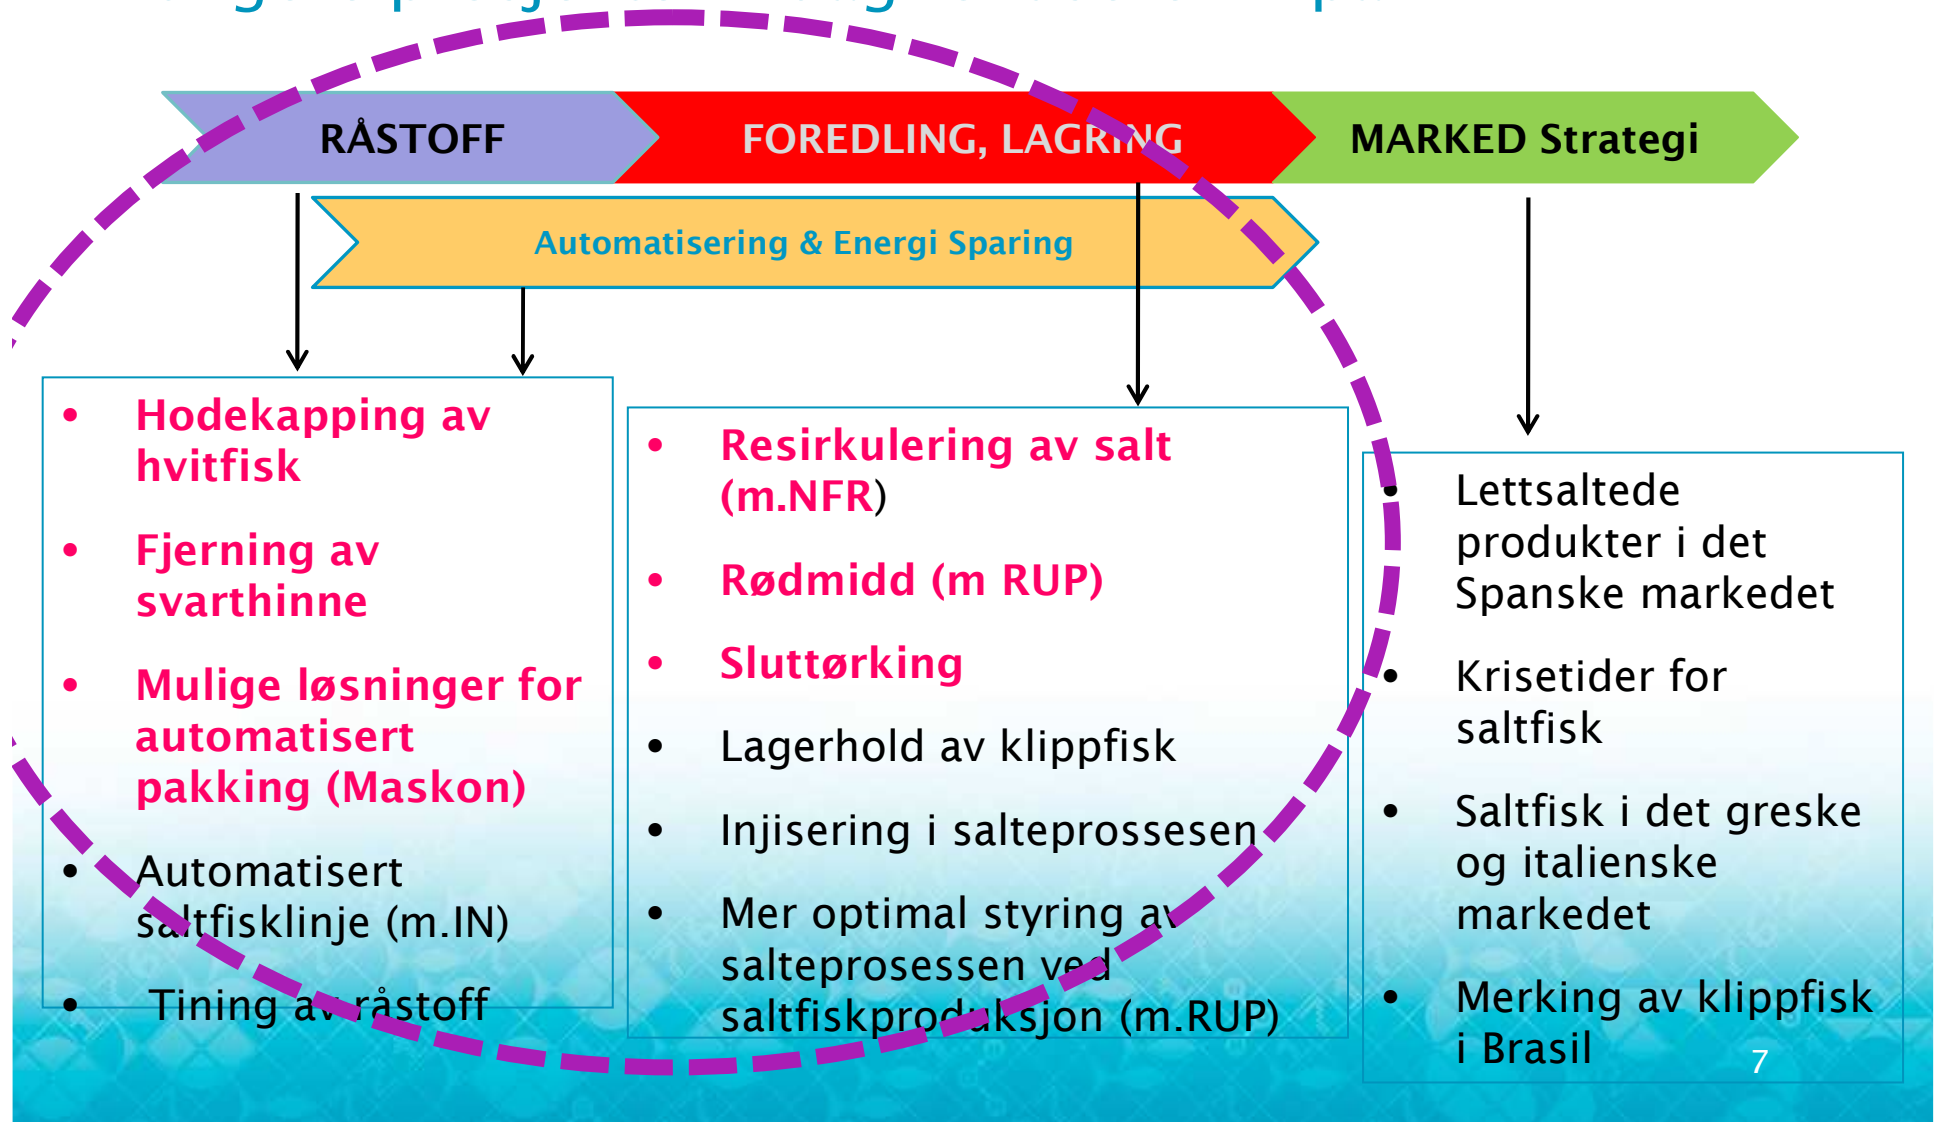 RÅSTOFF
FOREDLING, LAGRING
MARKED Strategi
Automatisering & Energi Sparing
• Hodekapping av
hvitfisk
• Fjerning av
svarthinne
• Mulige løsninger for
automatisert
pakking (Maskon)
• Automatisert
saltfisklinje (m.IN)
• Tining av råstoff
• Resirkulering av salt
(m.NFR)
• Rødmidd (m RUP)
• Sluttørking
• Lagerhold av klippfisk
• Injisering i salteprossesen
• Mer optimal styring av
salteprosessen ved
saltfiskproduksjon (m.RUP)
• Lettsaltede
produkter i det
Spanske markedet
• Krisetider for
saltfisk
• Saltfisk i det greske
og italienske
markedet
• Merking av klippfisk
i Brasil
7